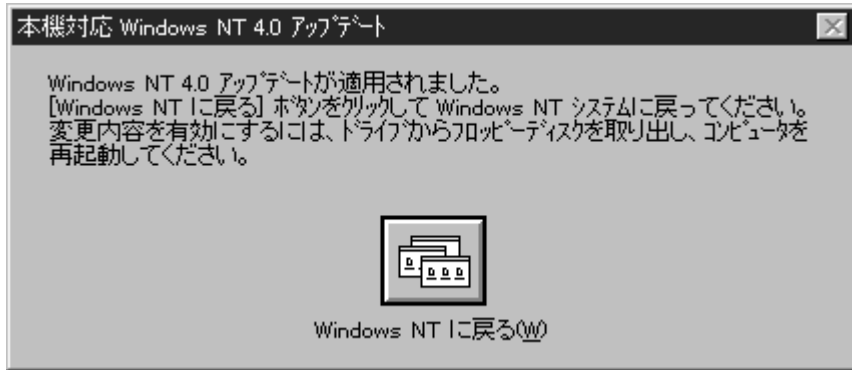 本機対応 Windows NT 4.0 ｱｯﾌﾟﾃﾞｰﾄ
Windows NT 4.0 ｱｯﾌﾟﾃﾞｰﾄが適用されました。
[Windows NT に戻る] ﾎﾞﾀﾝをｸﾘｯｸして Windows NT ｼｽﾃﾑに戻ってください。
変更内容を有効にするには、ﾄﾞﾗｲﾌﾞからﾌﾛｯﾋﾟｰﾃﾞｨｽｸを取り出し、ｺﾝﾋﾟｭｰﾀを
再起動してください。
Windows NT に戻る(W)